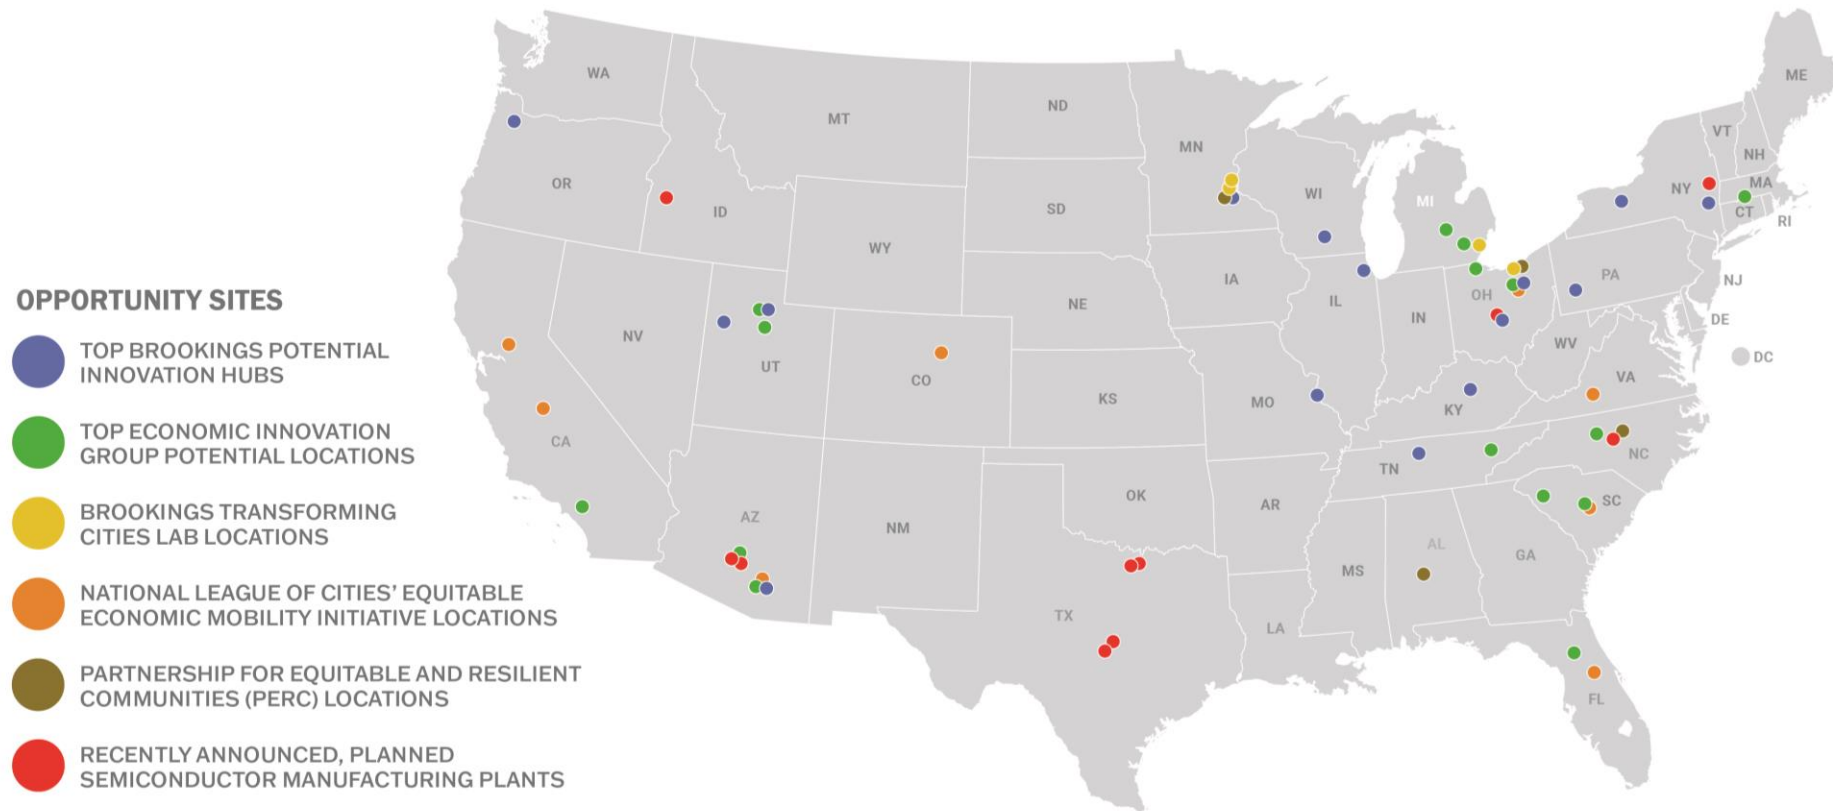 OPPORTUNITY SITES
TOP BROOKINGS POTENTIAL
INNOVATION HUBS
TOP ECONOMIC INNOVATION
GROUP POTENTIAL LOCATIONS
BROOKINGS TRANSFORMING
CITIES LAB LOCATIONS
NATIONAL LEAGUE OF CITIES’ EQUITABLE
ECONOMIC MOBILITY INITIATIVE LOCATIONS
PARTNERSHIP FOR EQUITABLE AND RESILIENT
COMMUNITIES (PERC) LOCATIONS
RECENTLY ANNOUNCED, PLANNED
SEMICONDUCTOR MANUFACTURING PLANTS
WA
MT
ND
MN
ME
VT
NH
OR
ID
SD
WI
MI
NY
MA
CT
RI
WY
IA
NE
IL
IN
OH
PA
NJ
DE
NV
UT
CO
KS
MO
WV
VA
DC
KY
CA
AZ
NM
OK
AR
TN
NC
SC
TX
LA
MS
AL
GA
FL